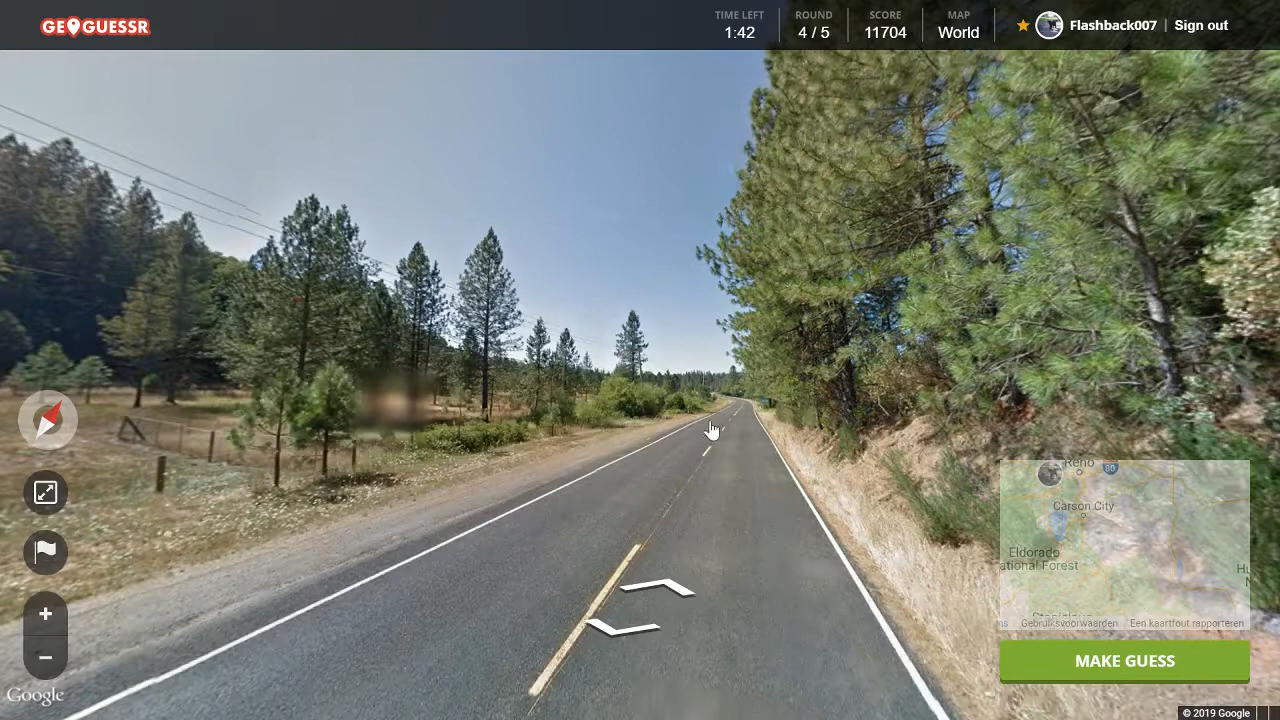 GEOGUESSR
TIME LEFT
1:42
ROUND
4 / 5
SCORE
11704
MAP
World
Flashback007
Sign out
Reno
80
Carson City
Eldorado
ational Forest
Gebruiksvoorwaarden
Een kaartfout rapporteren
MAKE GUESS
Google
© 2019 Google